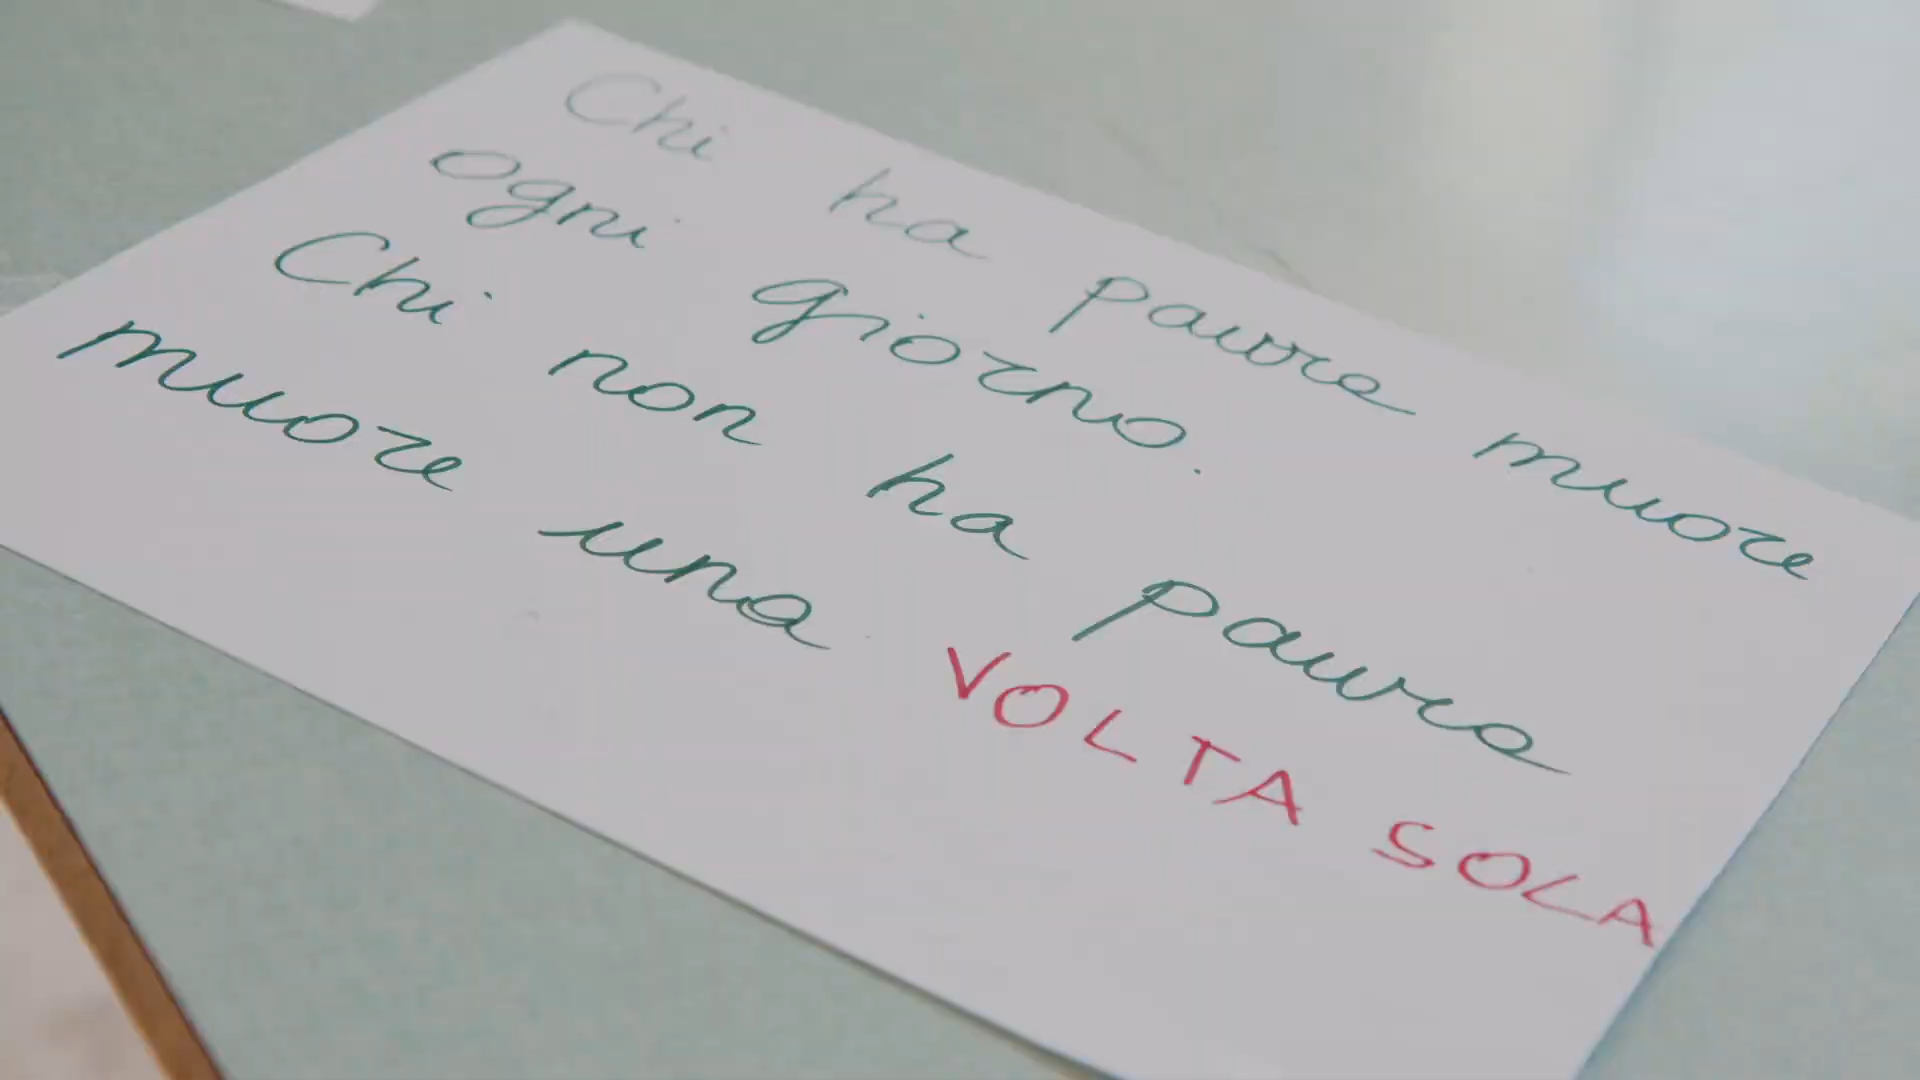 Chi ha paura muore
ogni giorno.
Chi non ha paura
muore una VOLTA SOLA